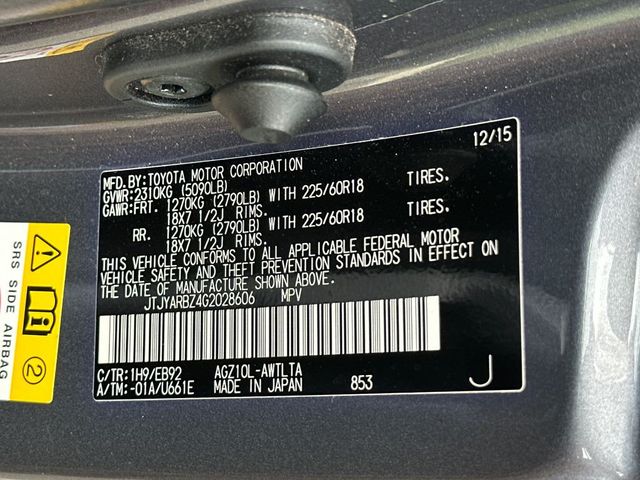 12/15
MFD.BY:TOYOTA MOTOR CORPORATION
GVWR:2310KG (5090LB)
GAWR:FRT. 1270KG (2790LB) WITH 225/60R18 TIRES.
18X7 1/2J RIMS.
RR. 1270KG (2790LB) WITH 225/60R18 TIRES.
18X7 1/2J RIMS.
THIS VEHICLE CONFORMS TO ALL APPLICABLE FEDERAL MOTOR
VEHICLE SAFETY AND THEFT PREVENTION STANDARDS IN EFFECT ON
THE DATE OF MANUFACTURE SHOWN ABOVE.
JTJYARBZ4G2028606 MPV
C/TR:1H9/EB92 AGZ10L-AWTLTA
A/TM:-01A/U661E MADE IN JAPAN 853 J
SRS SIDE AIRBAG
2